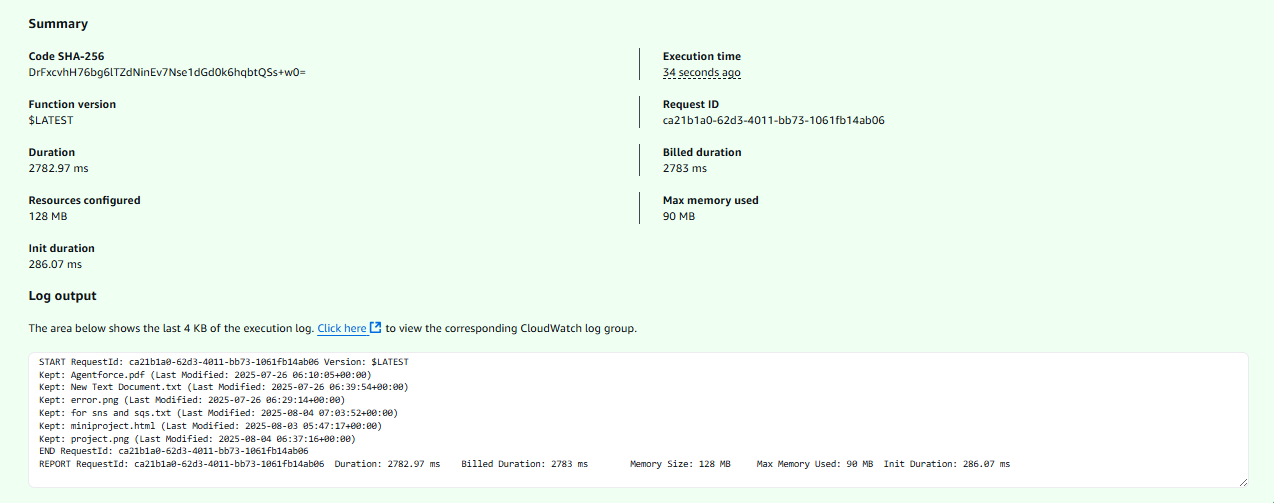 Summary
Code SHA-256
DrFxcvhH76bg6lTZdNinEv7Nse1dGd0k6hqbtQSs+w0=
Execution time
34 seconds ago
Function version
$LATEST
Request ID
ca21b1a0-62d3-4011-bb73-1061fb14ab06
Duration
2782.97 ms
Billed duration
2783 ms
Resources configured
128 MB
Max memory used
90 MB
Init duration
286.07 ms
Log output
The area below shows the last 4 KB of the execution log. Click here to view the corresponding CloudWatch log group.
START RequestId: ca21b1a0-62d3-4011-bb73-1061fb14ab06 Version: $LATEST
Kept: Agentforce.pdf (Last Modified: 2025-07-26 06:10:05+00:00)
Kept: New Text Document.txt (Last Modified: 2025-07-26 06:39:54+00:00)
Kept: error.png (Last Modified: 2025-07-26 06:29:14+00:00)
Kept: for sns and sqs.txt (Last Modified: 2025-08-04 07:03:52+00:00)
Kept: miniproject.html (Last Modified: 2025-08-03 05:47:17+00:00)
Kept: project.png (Last Modified: 2025-08-04 06:37:16+00:00)
END RequestId: ca21b1a0-62d3-4011-bb73-1061fb14ab06
REPORT RequestId: ca21b1a0-62d3-4011-bb73-1061fb14ab06 Duration: 2782.97 ms Billed Duration: 2783 ms Memory Size: 128 MB Max Memory Used: 90 MB Init Duration: 286.07 ms